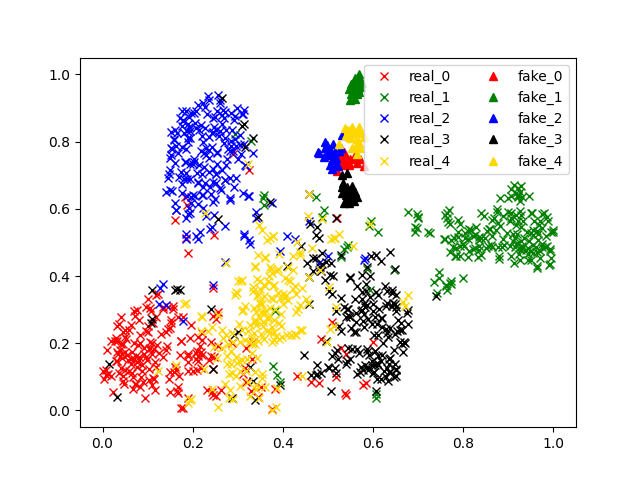 1.0
0.8
0.6
0.4
0.2
0.0
0.0 0.2 0.4 0.6 0.8 1.0
real_0 fake_0
real_1 fake_1
real_2 fake_2
real_3 fake_3
real_4 fake_4